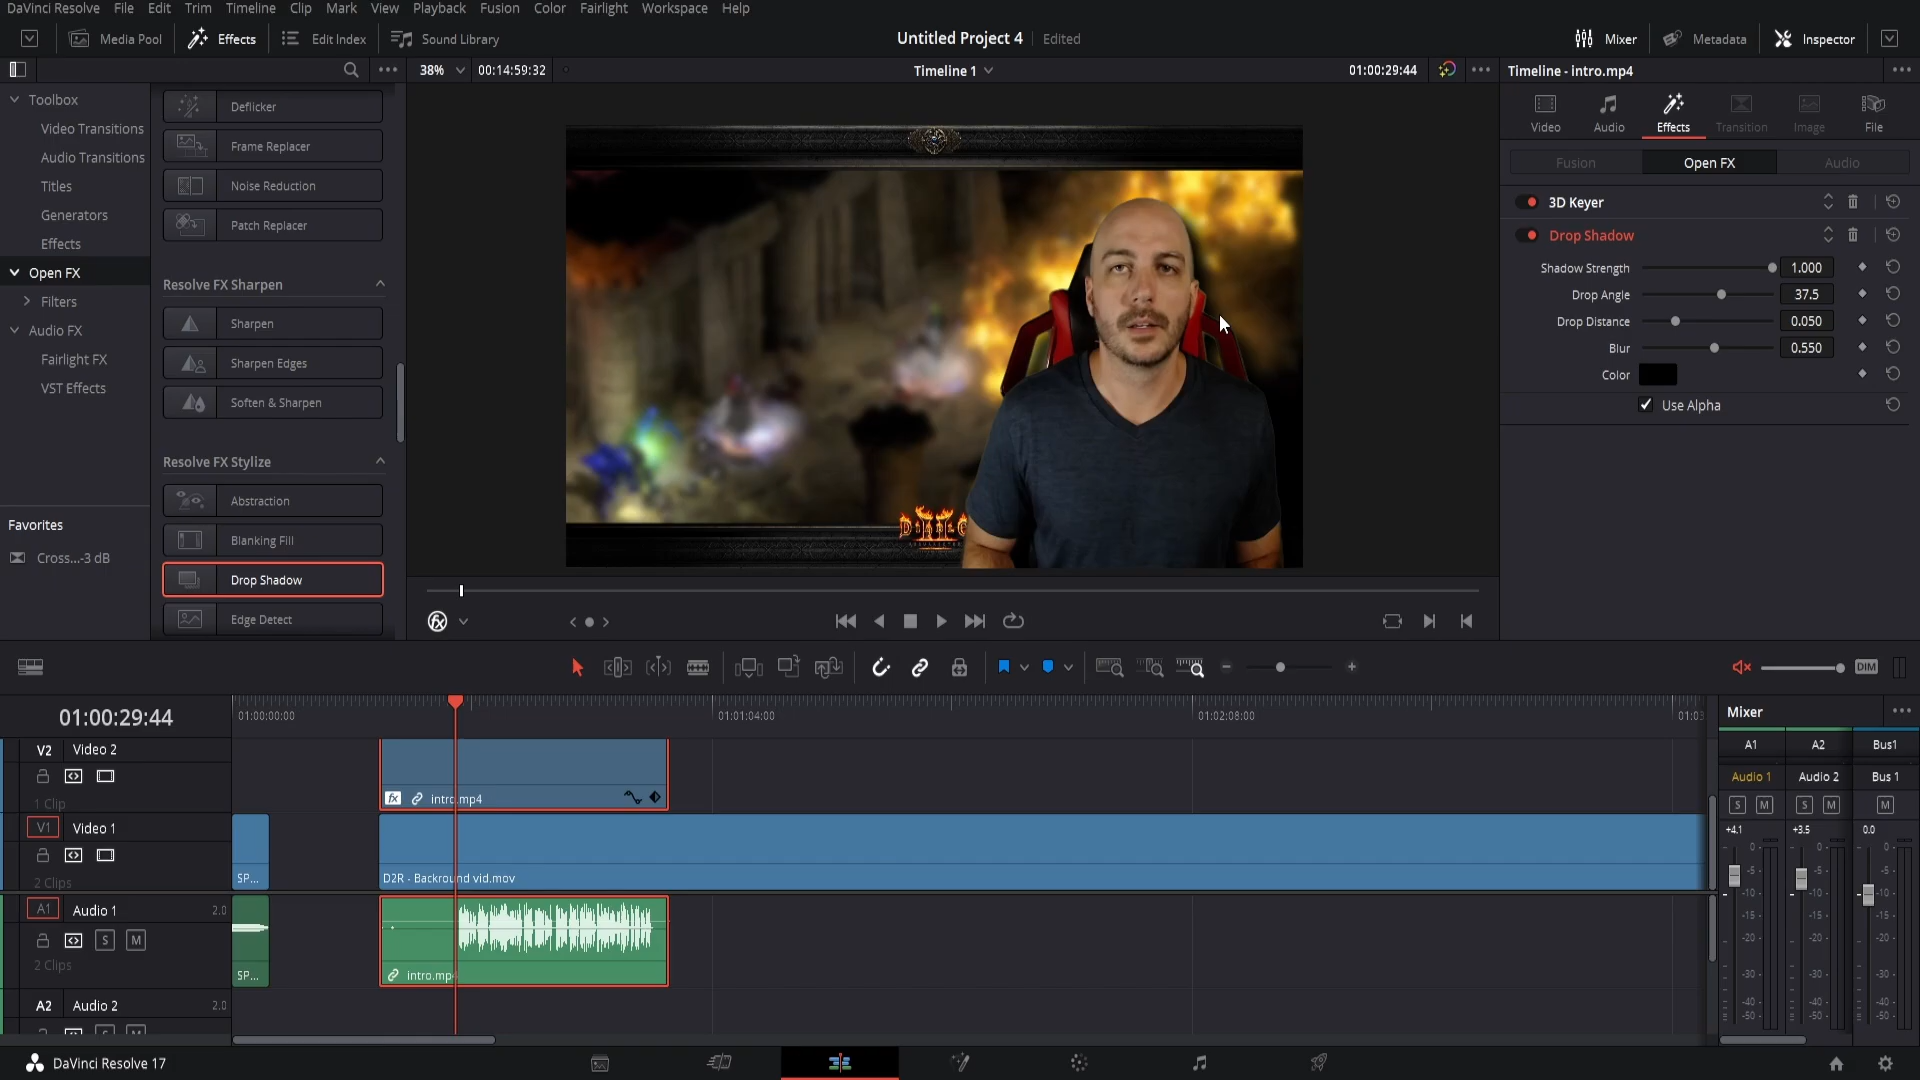 DaVinci Resolve File Edit Trim Timeline Clip Mark View Playback Fusion Color Fairlight Workspace Help
Media Pool Effects Edit Index Sound Library Untitled Project 4 Edited Mixer Metadata Inspector
38% 00:14:59:32 Timeline 1 01:00:29:44 Timeline - intro.mp4
Toolbox
Video Transitions
Audio Transitions
Titles
Generators
Effects
Open FX
Filters
Audio FX
Fairlight FX
VST Effects
Favorites
Cross...-3 dB
Deflicker
Frame Replacer
Noise Reduction
Patch Replacer
Resolve FX Sharpen
Sharpen
Sharpen Edges
Soften & Sharpen
Resolve FX Stylize
Abstraction
Blanking Fill
Drop Shadow
Edge Detect
Video Audio Effects Transition Image File
Fusion Open FX Audio
3D Keyer
Drop Shadow
Shadow Strength 1.000
Drop Angle 37.5
Drop Distance 0.050
Blur 0.550
Color
Use Alpha
fx
DIM
01:00:29:44
01:00:00:00 01:01:04:00 01:02:08:00 01:03
V2 Video 2
1 Clip
fx intro.mp4
V1 Video 1
2 Clips
SP... D2R - Backround vid.mov
A1 Audio 1 2.0
S M
2 Clips
SP... intro.mp4
A2 Audio 2 2.0
S M
Mixer
A1 A2 Bus1
Audio 1 Audio 2 Bus 1
S M S M M
+4.1 +3.5 0.0
0- 0- 0-
-5- -5- -5-
-10- -10- -10-
-15- -15- -15-
-20- -20- -20-
-30- -30- -30-
-40- -40- -40-
-50- -50- -50-
DaVinci Resolve 17